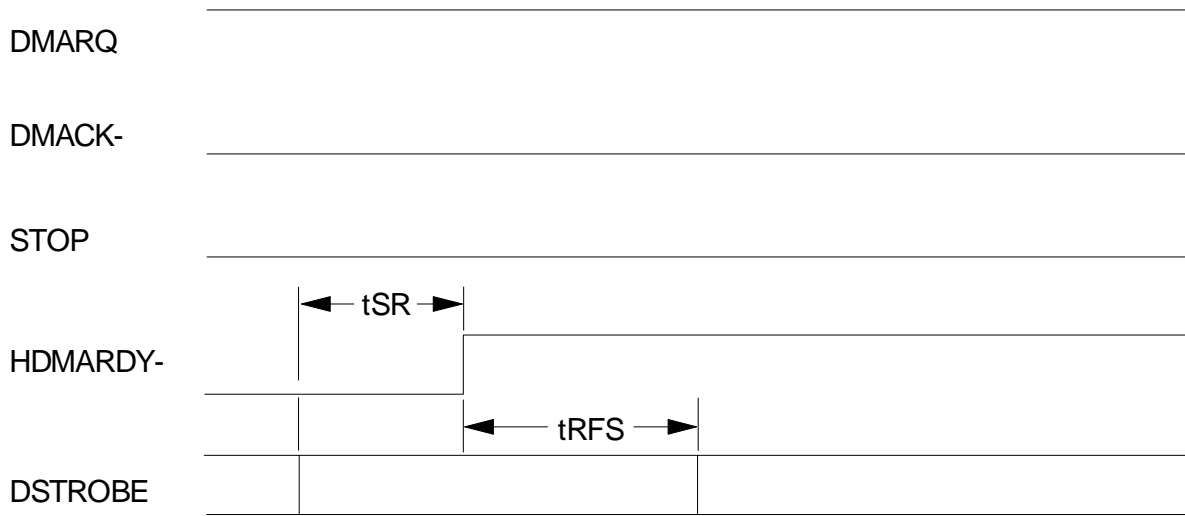 DMARQ
DMACK-
STOP
tSR
HDMARDY-
tRFS
DSTROBE